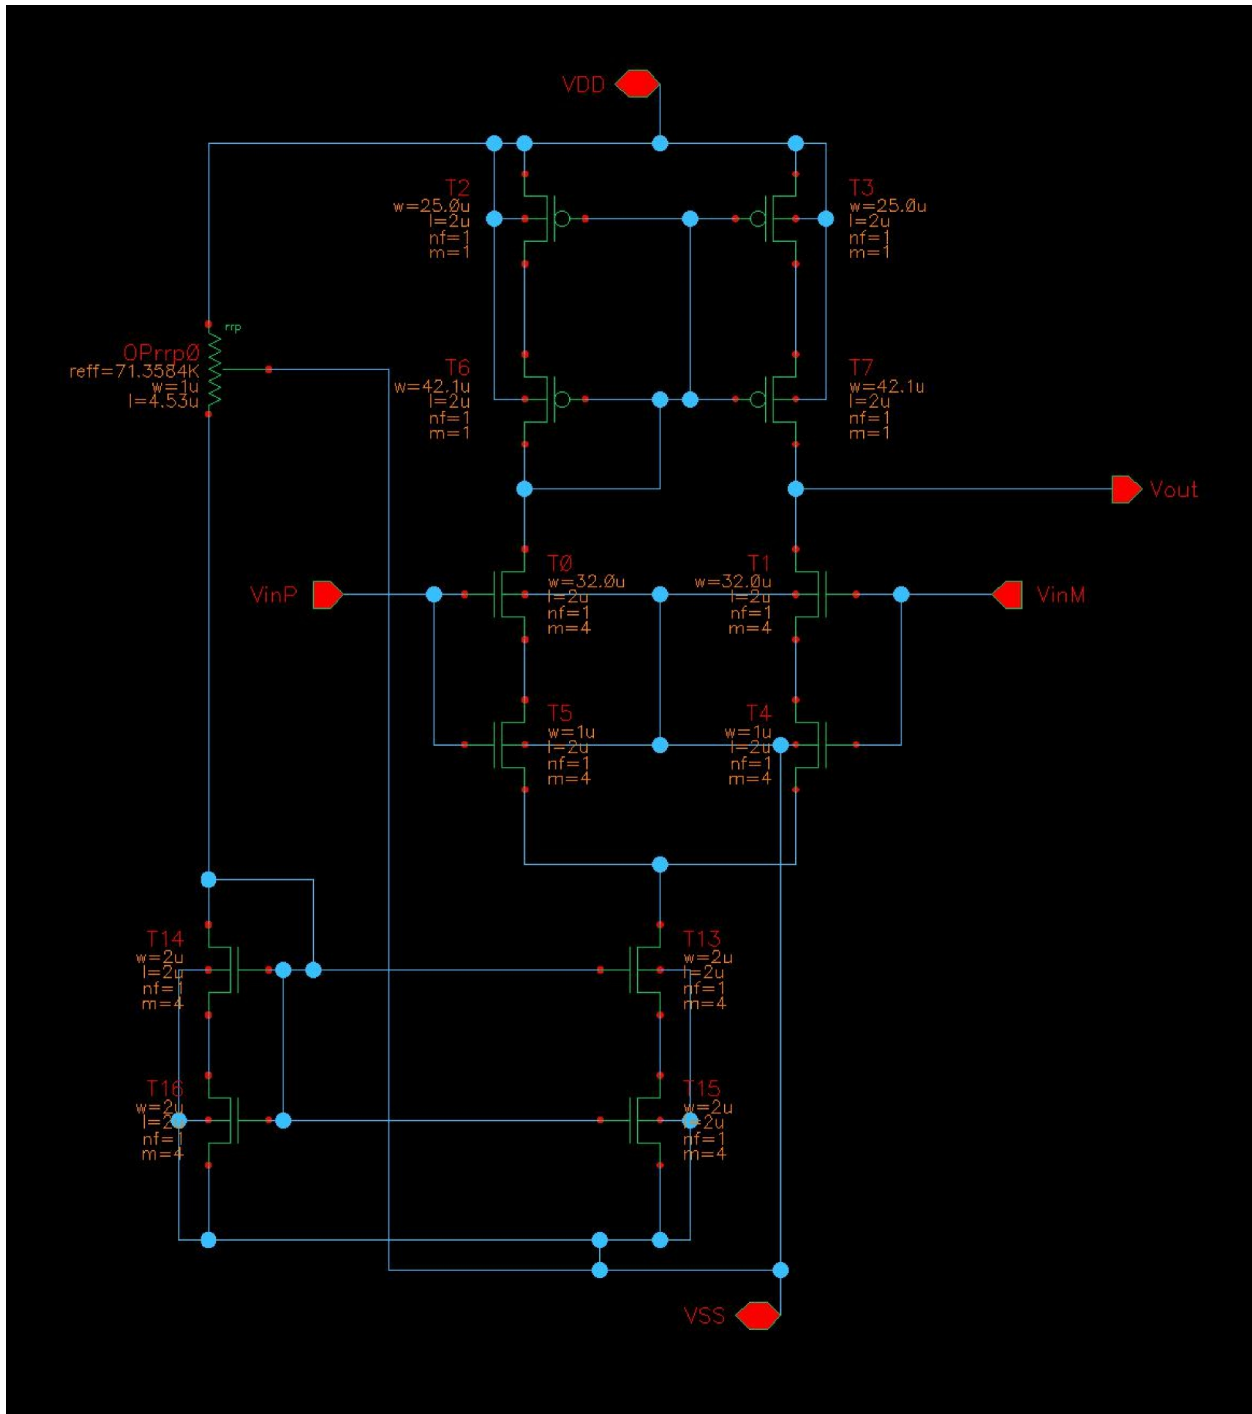 VDD
T2
w=25.0u
l=2u
nf=1
m=1
T3
w=25.0u
l=2u
nf=1
m=1
rrp
OPrrp0
reff=71.3584K
w=1u
l=4.53u
T6
w=42.1u
l=2u
nf=1
m=1
T7
w=42.1u
l=2u
nf=1
m=1
Vout
VinP
T0
w=32.0u
l=2u
nf=1
m=4
T1
w=32.0u
l=2u
nf=1
m=4
VinM
T5
w=1u
l=2u
nf=1
m=4
T4
w=1u
l=2u
nf=1
m=4
T14
w=2u
l=2u
nf=1
m=4
T13
w=2u
l=2u
nf=1
m=4
T16
w=2u
l=2u
nf=1
m=4
T15
w=2u
l=2u
nf=1
m=4
VSS